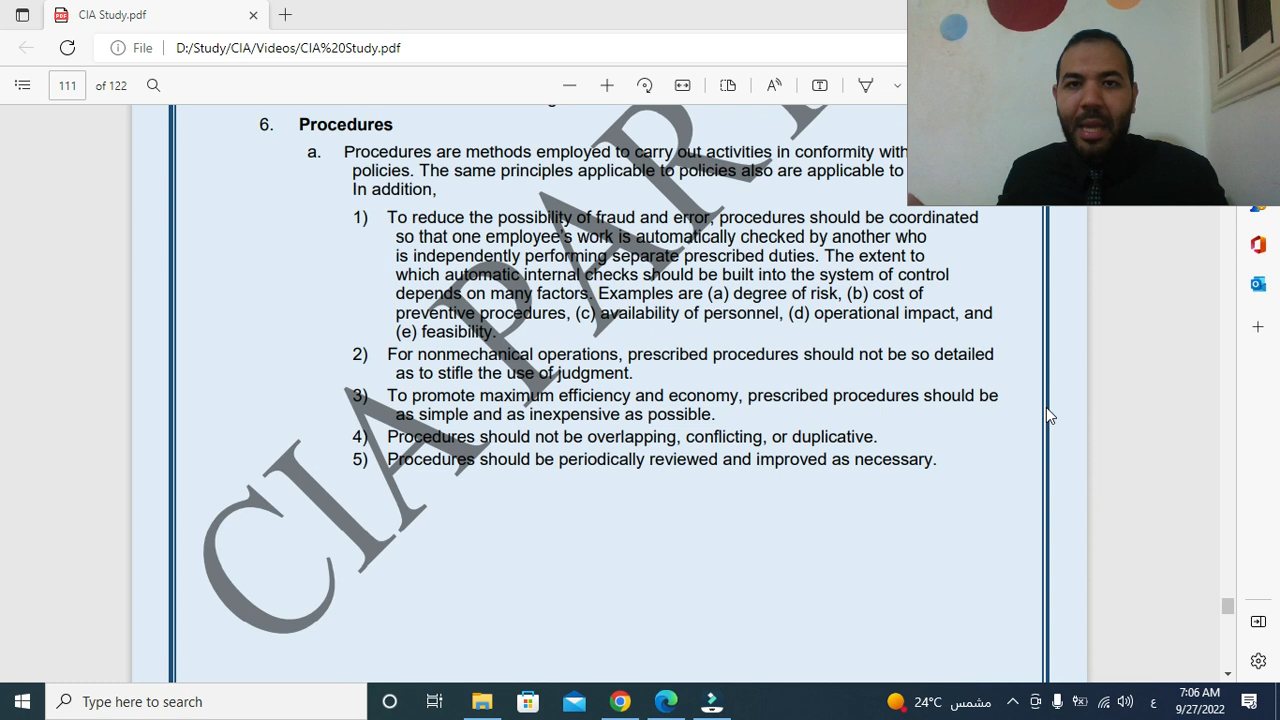 CIA Study.pdf
File
D:/Study/CIA/Videos/CIA%20Study.pdf
111 of 122
6. Procedures
a. Procedures are methods employed to carry out activities in conformity with
policies. The same principles applicable to policies also are applicable to
In addition,
1) To reduce the possibility of fraud and error, procedures should be coordinated
so that one employee's work is automatically checked by another who
is independently performing separate prescribed duties. The extent to
which automatic internal checks should be built into the system of control
depends on many factors. Examples are (a) degree of risk, (b) cost of
preventive procedures, (c) availability of personnel, (d) operational impact, and
(e) feasibility.
2) For nonmechanical operations, prescribed procedures should not be so detailed
as to stifle the use of judgment.
3) To promote maximum efficiency and economy, prescribed procedures should be
as simple and as inexpensive as possible.
4) Procedures should not be overlapping, conflicting, or duplicative.
5) Procedures should be periodically reviewed and improved as necessary.
CIA PART
Type here to search
24°C مشمس
ع
7:06 AM
9/27/2022